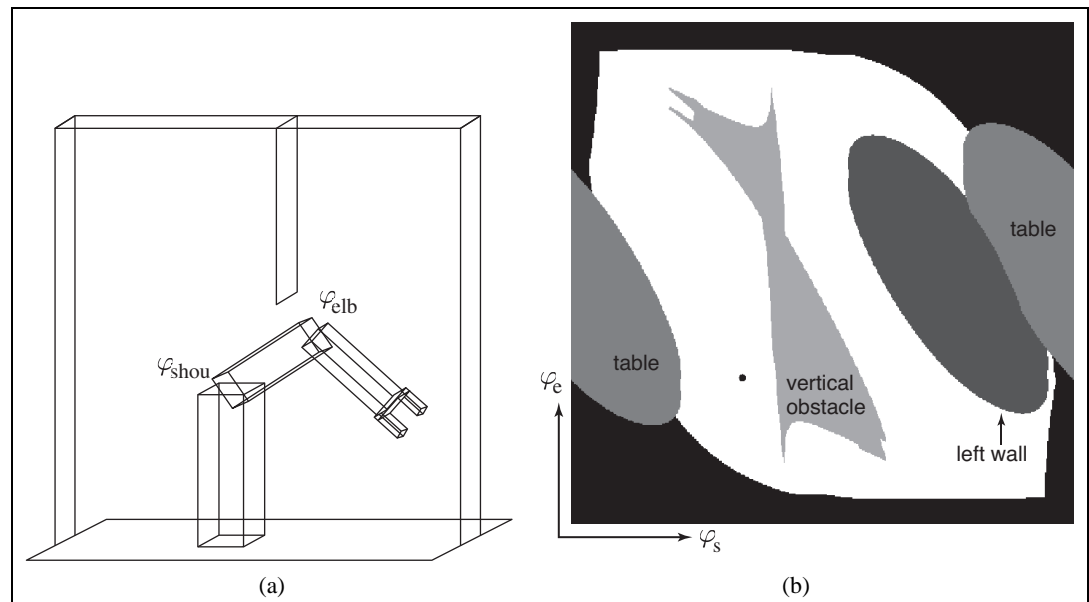 φelb
φshou
(a)
table
table
vertical
obstacle
left wall
φe
φs
(b)